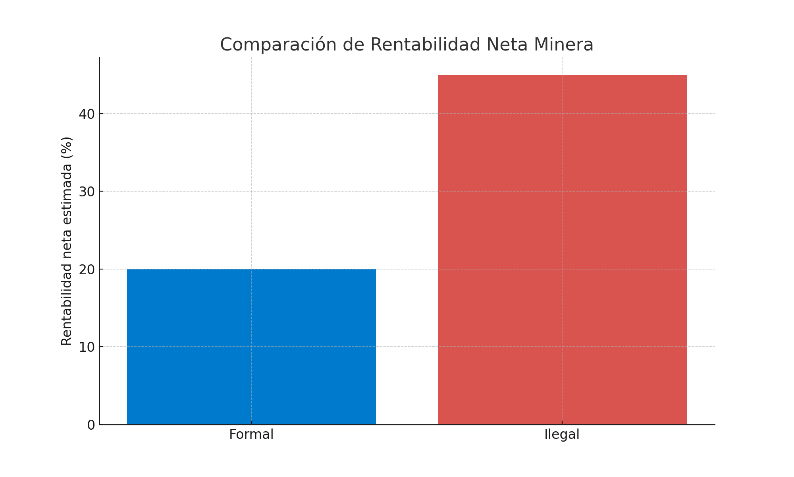 Comparación de Rentabilidad Neta Minera
Rentabilidad neta estimada (%)
40
30
20
10
0
Formal
Ilegal